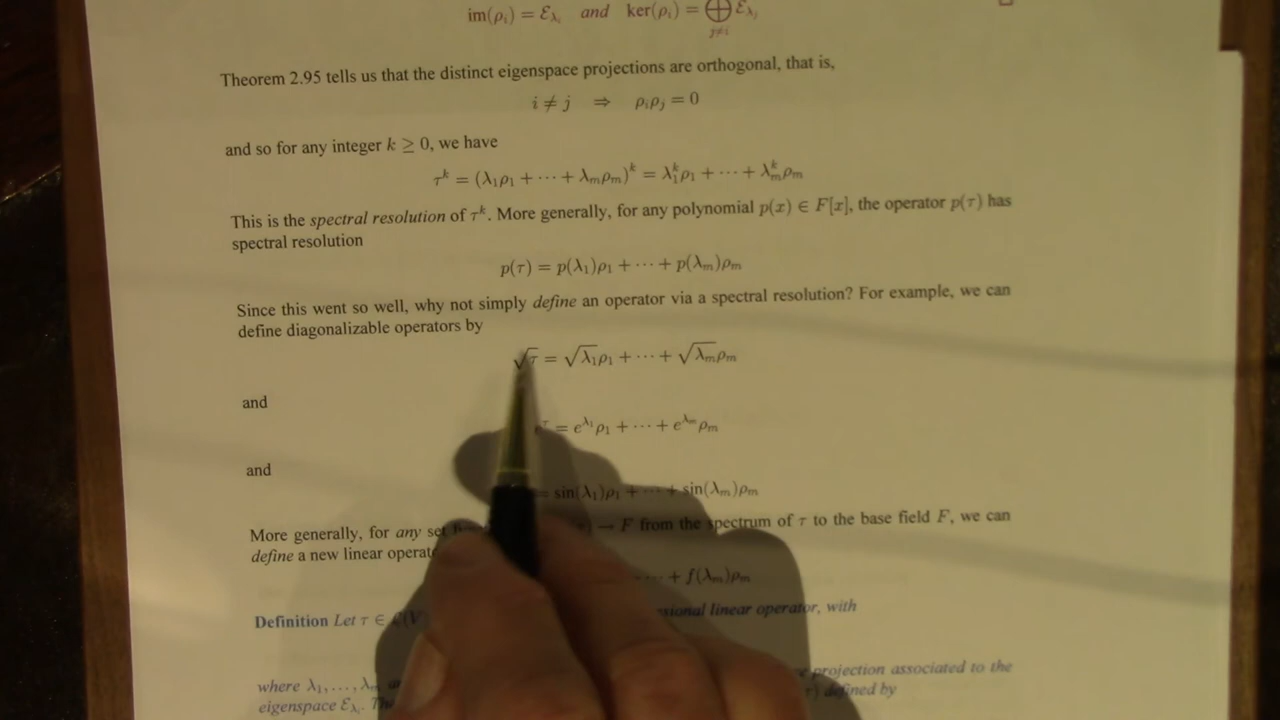 im(ρᵢ) = ℰ_λᵢ and ker(ρᵢ) = ⨁_{j≠i} ℰ_λⱼ
Theorem 2.95 tells us that the distinct eigenspace projections are orthogonal, that is,
i ≠ j ⇒ ρᵢρⱼ = 0
and so for any integer k ≥ 0, we have
τᵏ = (λ₁ρ₁ + ··· + λₘρₘ)ᵏ = λ₁ᵏρ₁ + ··· + λₘᵏρₘ
This is the spectral resolution of τᵏ. More generally, for any polynomial p(x) ∈ F[x], the operator p(τ) has
spectral resolution
p(τ) = p(λ₁)ρ₁ + ··· + p(λₘ)ρₘ
Since this went so well, why not simply define an operator via a spectral resolution? For example, we can
define diagonalizable operators by
√τ = √λ₁ρ₁ + ··· + √λₘρₘ
and
τ = e^λ₁ρ₁ + ··· + e^λₘρₘ
and
= sin(λ₁)ρ₁ + ··· + sin(λₘ)ρₘ
More generally, for any set → F from the spectrum of τ to the base field F, we can
define a new linear
··· + f(λₘ)ρₘ
Definition Let τ ∈ linear operator, with
where λ₁,…,λₘ projection associated to the
eigenspace ℰ_λᵢ. defined by